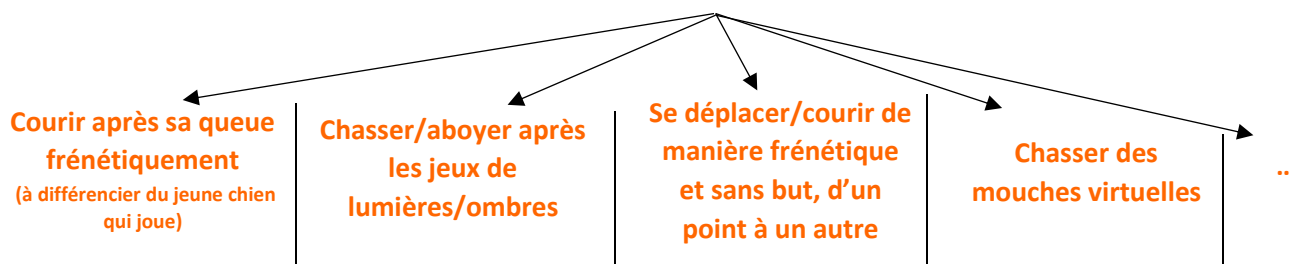 Courir après sa queue
frénétiquement
(à différencier du jeune chien
qui joue)
Chasser/aboyer après
les jeux de
lumières/ombres
Se déplacer/courir de
manière frénétique
et sans but, d’un
point à un autre
Chasser des
mouches virtuelles
..